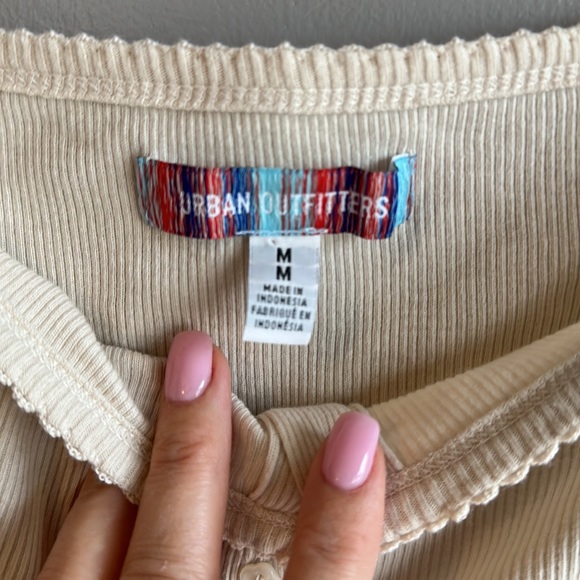 URBAN OUTFITTERS
M
M
MADE IN
INDONESIA
FABRIQUÉ EN
INDONÉSIA